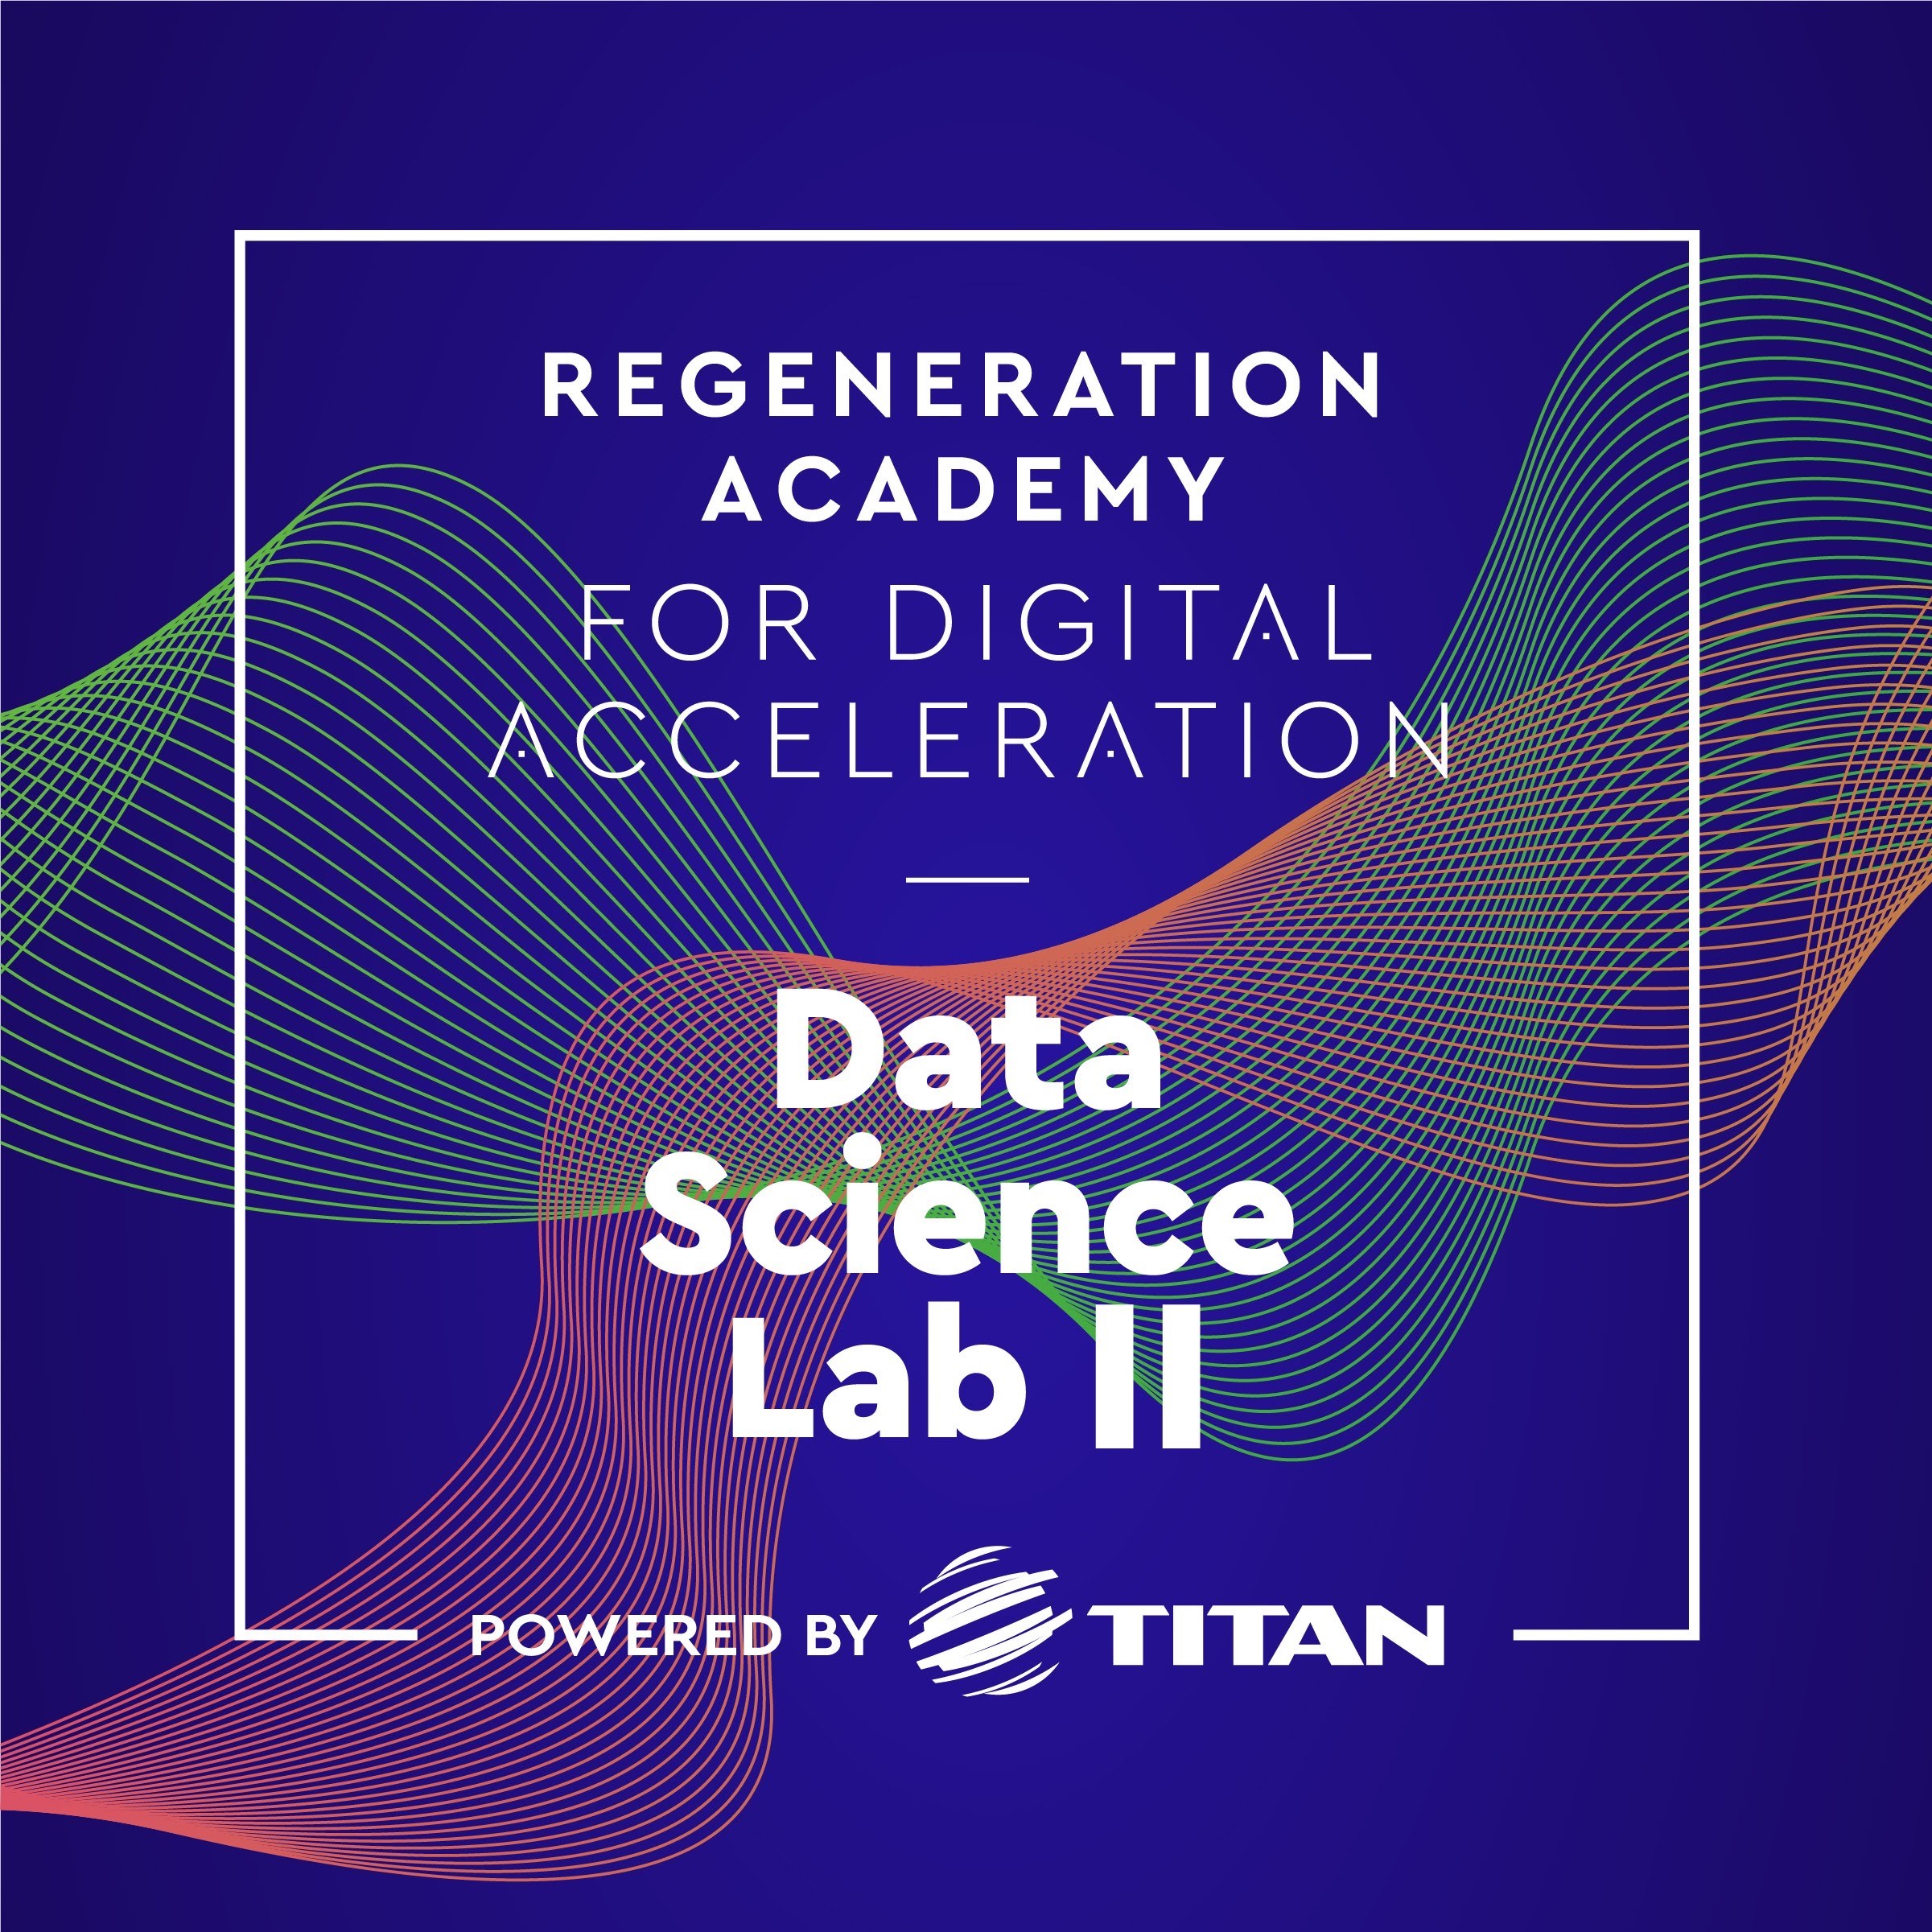 REGENERATION
ACADEMY
FOR DIGITAL
ACCELERATION
Data
Science
Lab II
POWERED BY TITAN